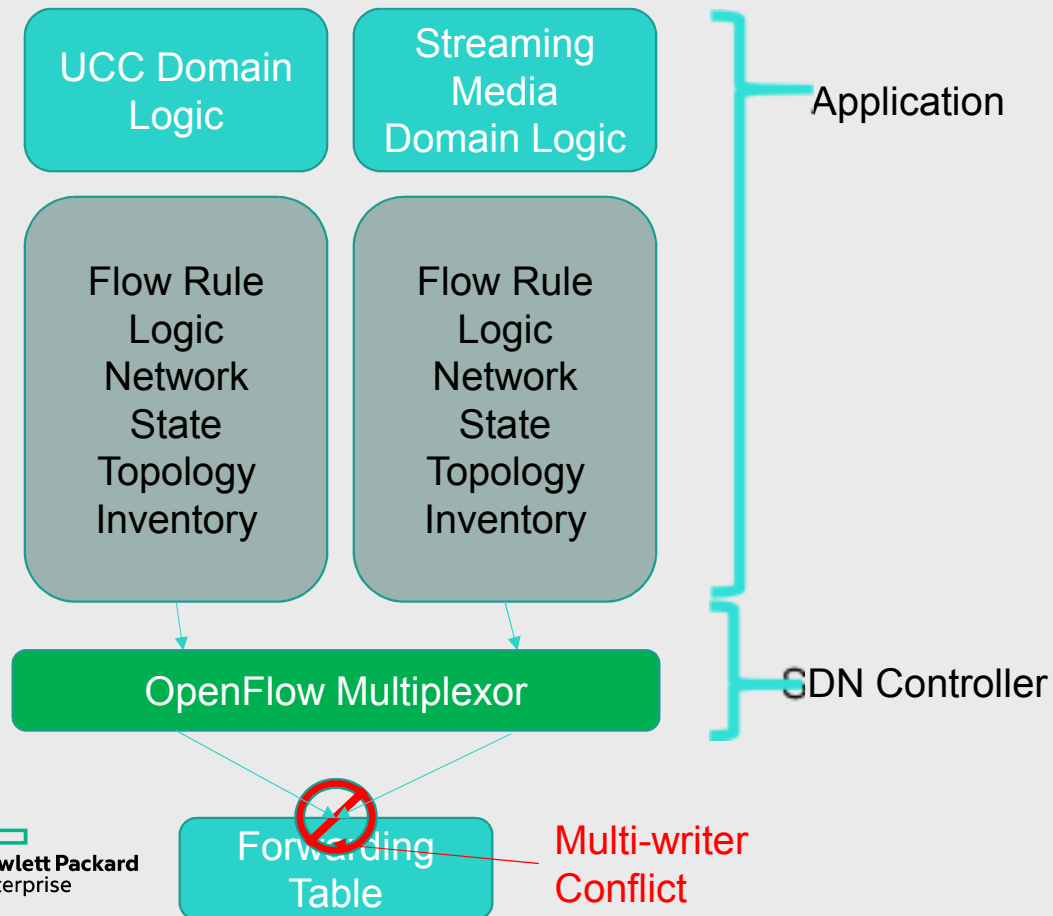 UCC Domain
Logic
Streaming
Media
Domain Logic
Application
Flow Rule
Logic
Network
State
Topology
Inventory
Flow Rule
Logic
Network
State
Topology
Inventory
OpenFlow Multiplexor
SDN Controller
wlett Packard
terprise
Forwarding
Table
Multi-writer
Conflict